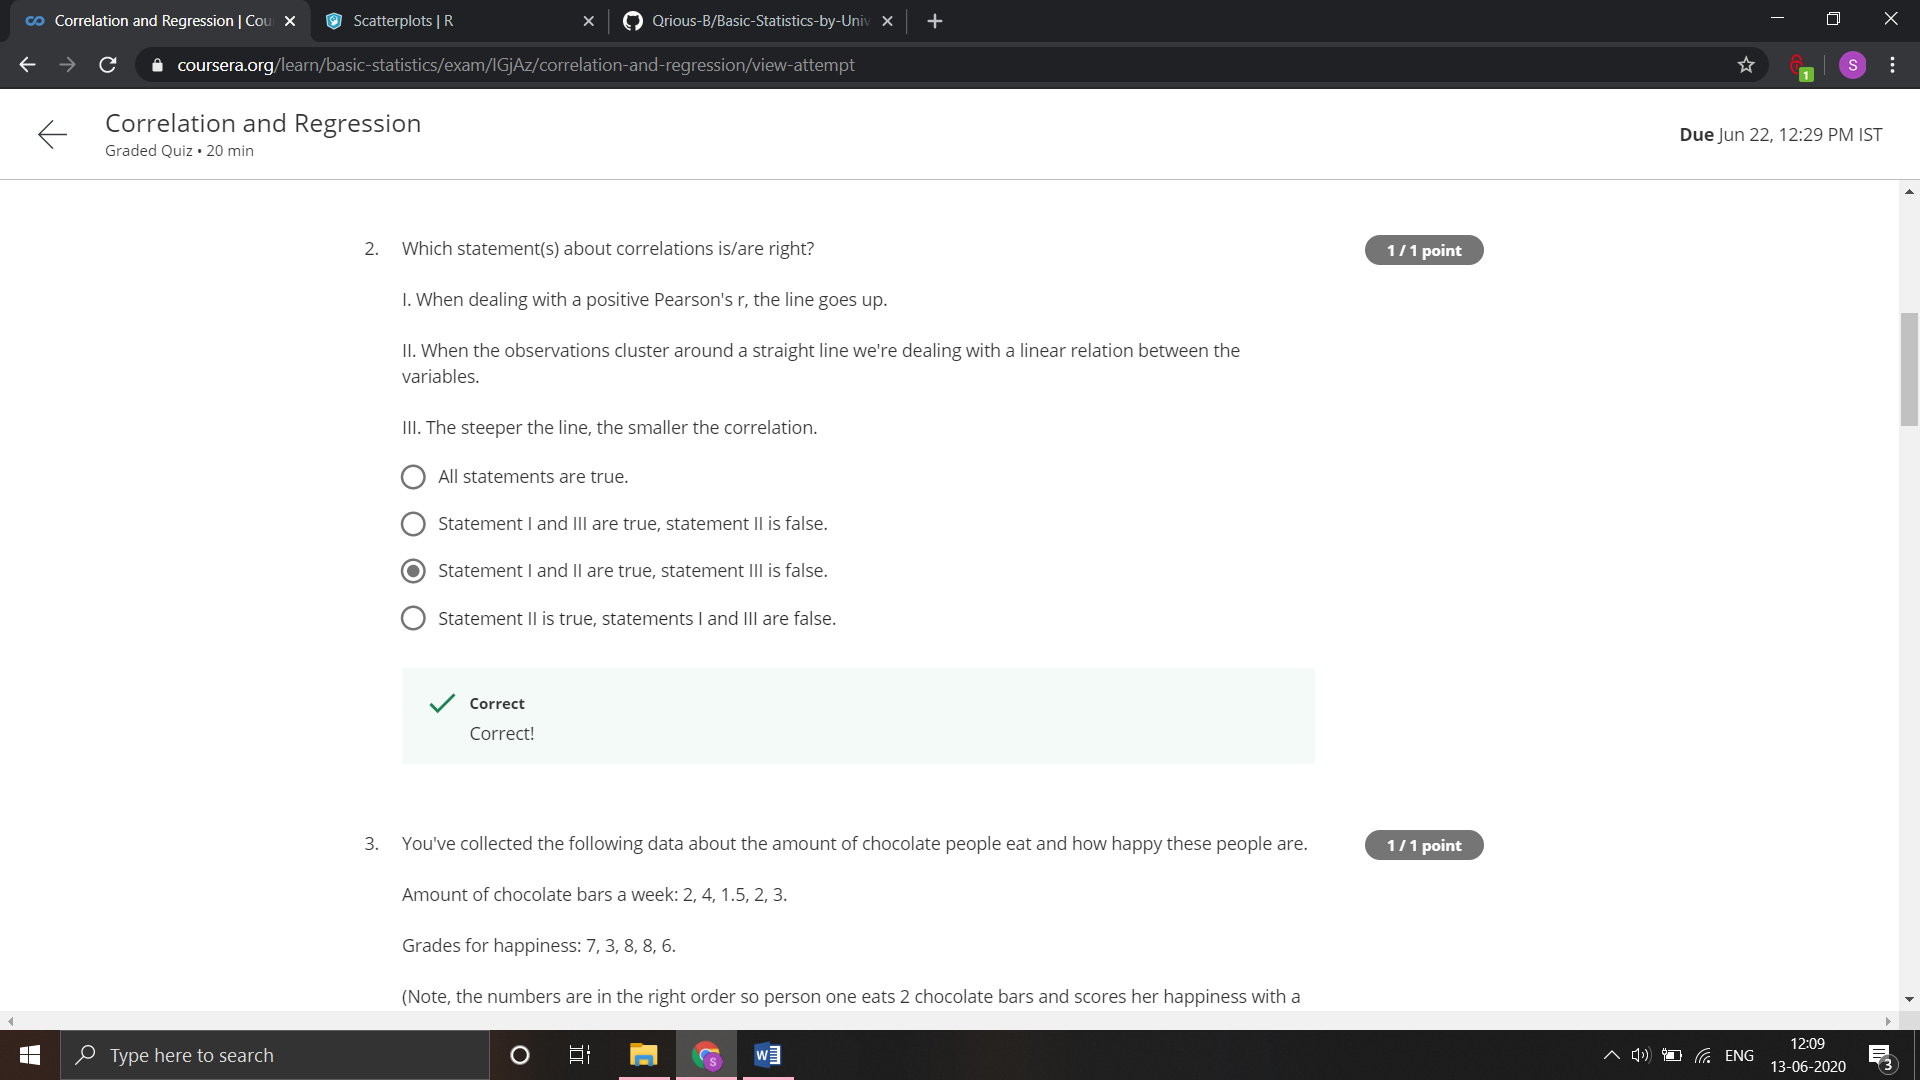 Correlation and Regression | Cou
Scatterplots | R
Qrious-B/Basic-Statistics-by-Univ
coursera.org/learn/basic-statistics/exam/IGjAz/correlation-and-regression/view-attempt
1
S
Correlation and Regression
Graded Quiz • 20 min
Due Jun 22, 12:29 PM IST
2. Which statement(s) about correlations is/are right?
1 / 1 point
I. When dealing with a positive Pearson's r, the line goes up.
II. When the observations cluster around a straight line we're dealing with a linear relation between the
variables.
III. The steeper the line, the smaller the correlation.
All statements are true.
Statement I and III are true, statement II is false.
Statement I and II are true, statement III is false.
Statement II is true, statements I and III are false.
Correct
Correct!
3. You've collected the following data about the amount of chocolate people eat and how happy these people are.
1 / 1 point
Amount of chocolate bars a week: 2, 4, 1.5, 2, 3.
Grades for happiness: 7, 3, 8, 8, 6.
(Note, the numbers are in the right order so person one eats 2 chocolate bars and scores her happiness with a
Type here to search
S
W
ENG
12:09
13-06-2020
3